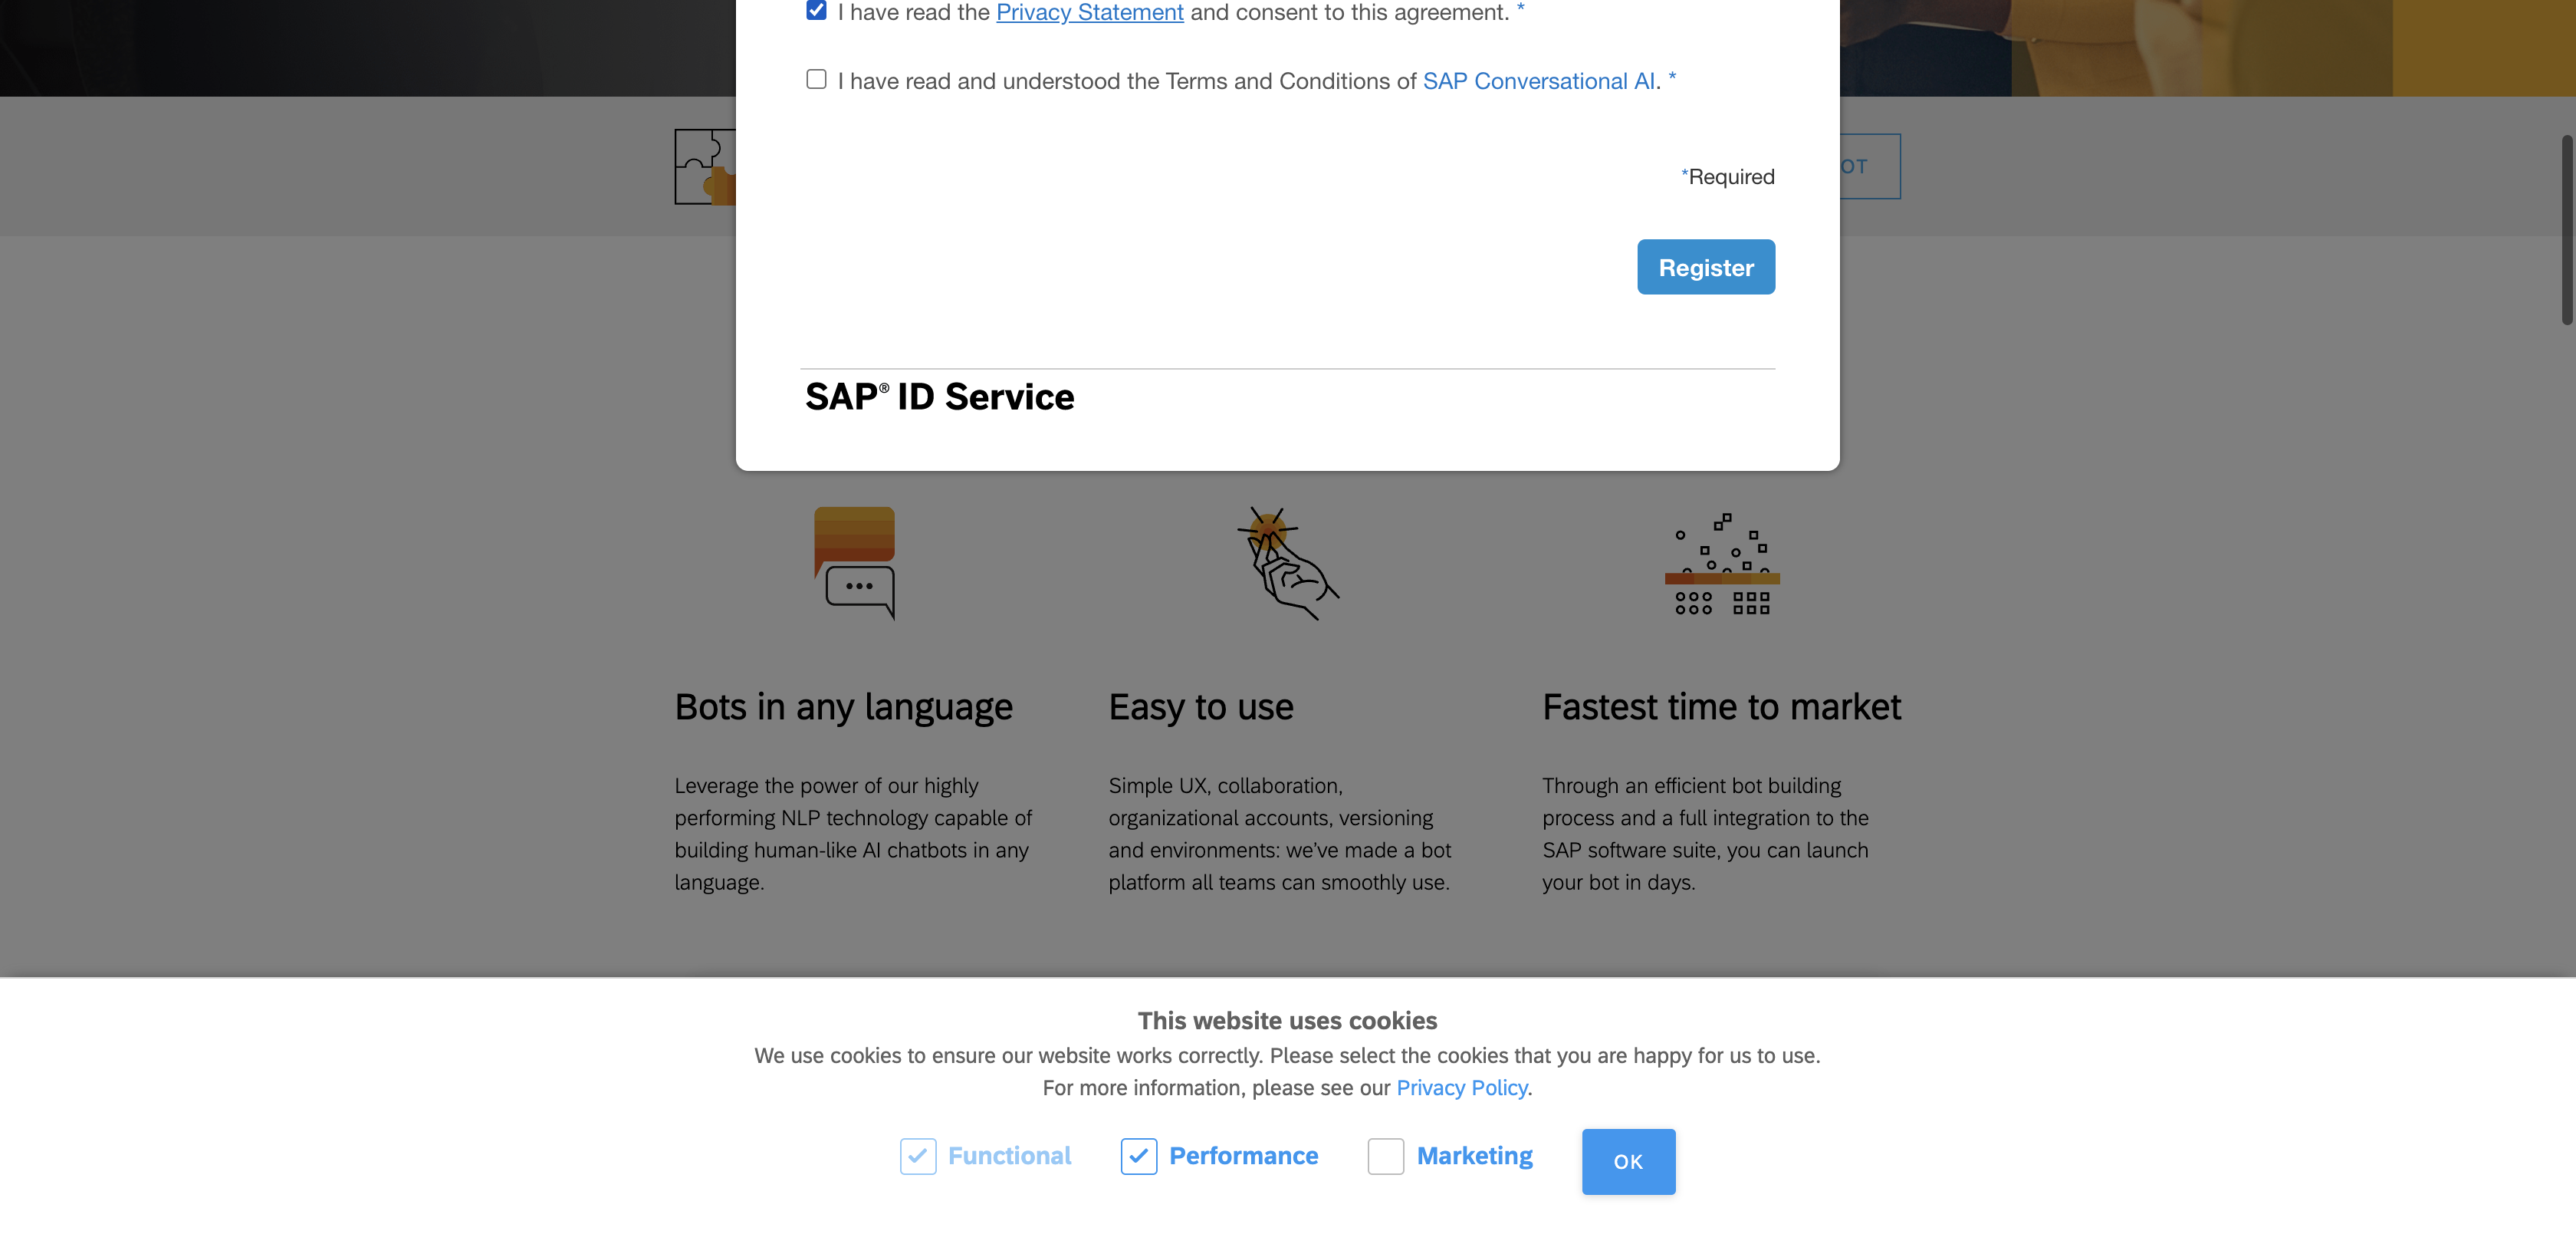 I have read the Privacy Statement and consent to this agreement. *
I have read and understood the Terms and Conditions of SAP Conversational AI. *
OT
*Required
Register
SAP® ID Service
Bots in any language
Leverage the power of our highly
performing NLP technology capable of
building human-like AI chatbots in any
language.
Easy to use
Simple UX, collaboration,
organizational accounts, versioning
and environments: we’ve made a bot
platform all teams can smoothly use.
Fastest time to market
Through an efficient bot building
process and a full integration to the
SAP software suite, you can launch
your bot in days.
This website uses cookies
We use cookies to ensure our website works correctly. Please select the cookies that you are happy for us to use.
For more information, please see our Privacy Policy.
Functional Performance Marketing OK